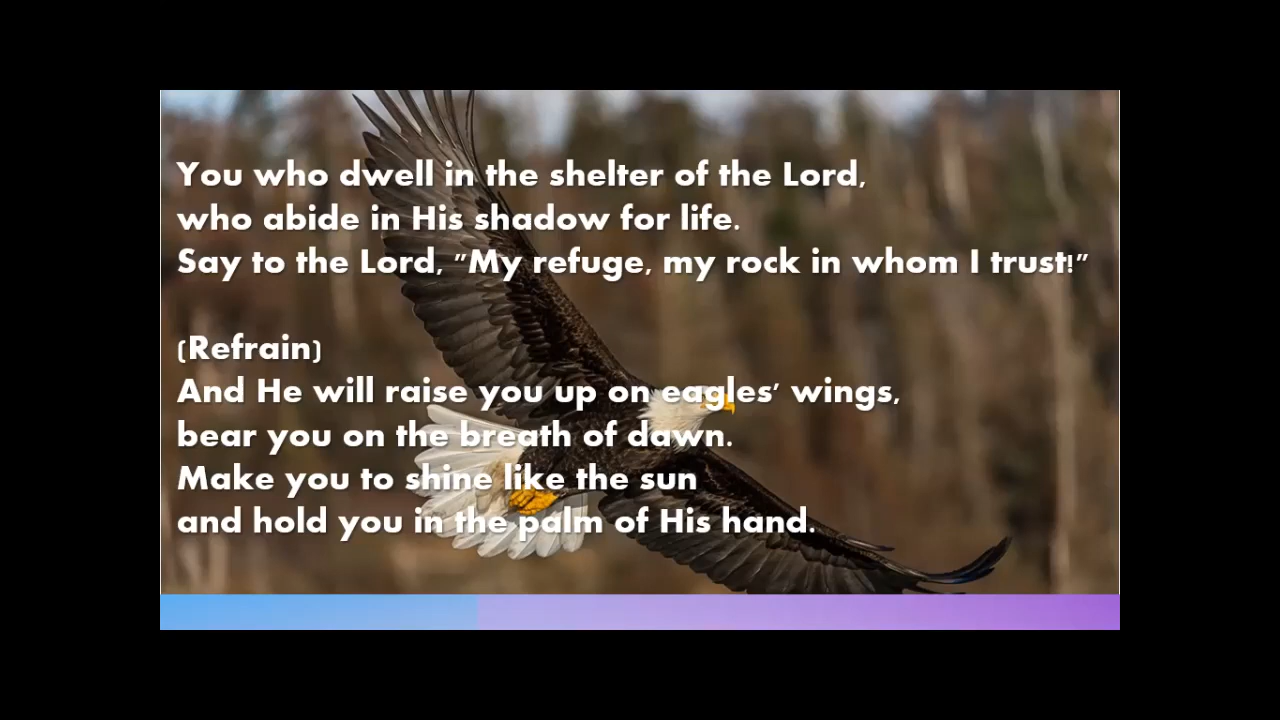 You who dwell in the shelter of the Lord,
who abide in His shadow for life.
Say to the Lord, "My refuge, my rock in whom I trust!"
(Refrain)
And He will raise you up on eagles' wings,
bear you on the breath of dawn.
Make you to shine like the sun
and hold you in the palm of His hand.